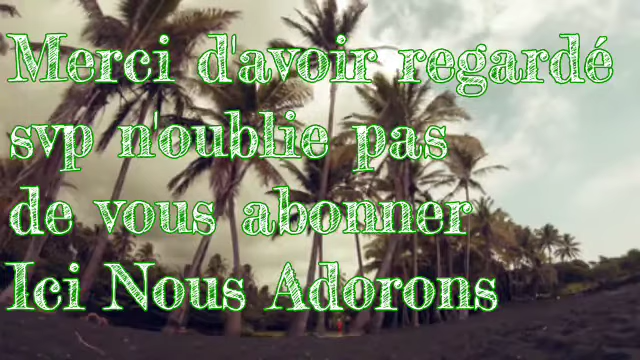 Merci d'avoir regardé
svp n'oublie pas
de vous abonner
Ici Nous Adorons